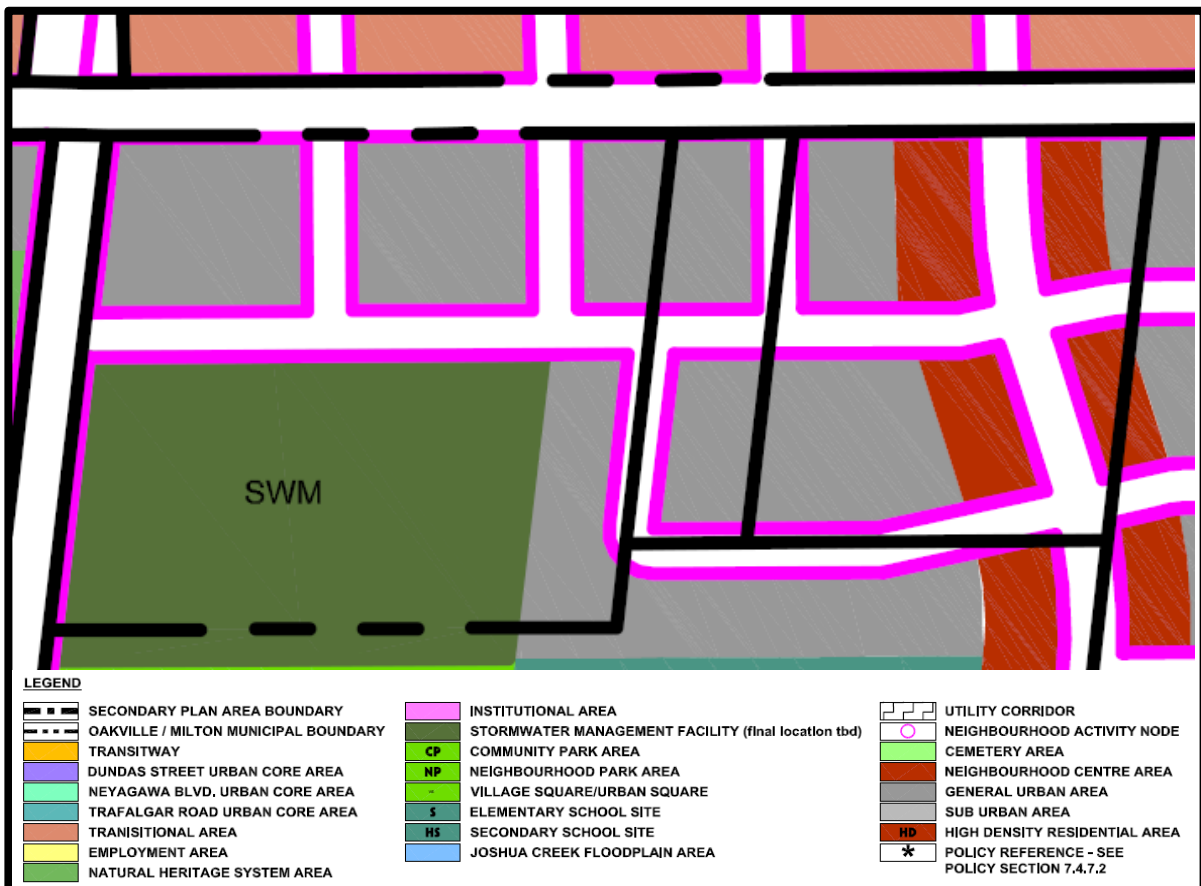 SWM
LEGEND
SECONDARY PLAN AREA BOUNDARY
OAKVILLE / MILTON MUNICIPAL BOUNDARY
TRANSITWAY
DUNDAS STREET URBAN CORE AREA
NEYAGAWA BLVD. URBAN CORE AREA
TRAFALGAR ROAD URBAN CORE AREA
TRANISITIONAL AREA
EMPLOYMENT AREA
NATURAL HERITAGE SYSTEM AREA
INSTITUTIONAL AREA
STORMWATER MANAGEMENT FACILITY (final location tbd)
CP COMMUNITY PARK AREA
NP NEIGHBOURHOOD PARK AREA
- VILLAGE SQUARE/URBAN SQUARE
S ELEMENTARY SCHOOL SITE
HS SECONDARY SCHOOL SITE
JOSHUA CREEK FLOODPLAIN AREA
UTILITY CORRIDOR
NEIGHBOURHOOD ACTIVITY NODE
CEMETERY AREA
NEIGHBOURHOOD CENTRE AREA
GENERAL URBAN AREA
SUB URBAN AREA
HD HIGH DENSITY RESIDENTIAL AREA
* POLICY REFERENCE - SEE
POLICY SECTION 7.4.7.2